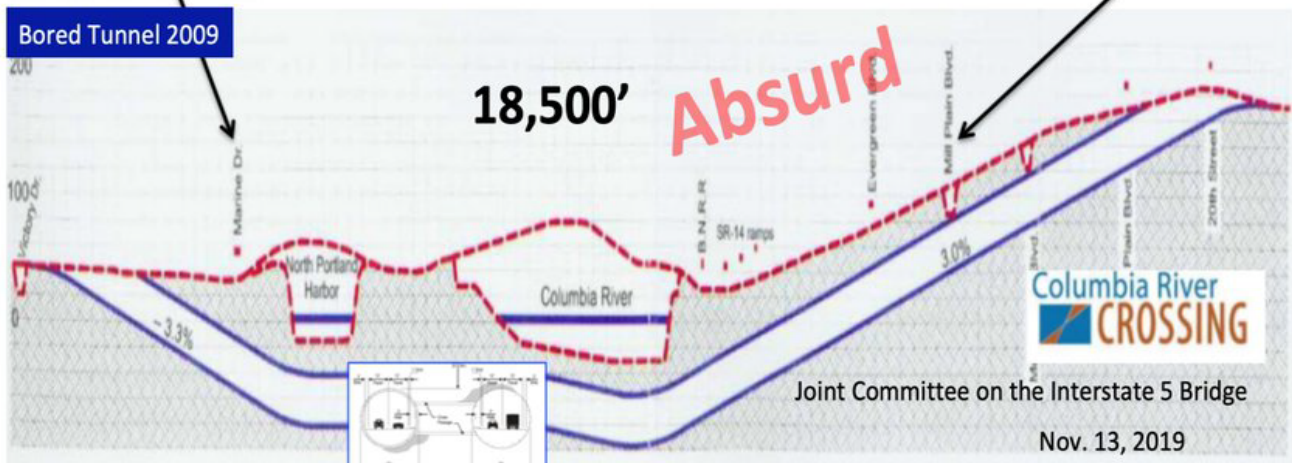 Bored Tunnel 2009
200
18,500’
Absurd
Evergreen Blvd.
Mill Plain Blvd.
100
Victory
Marine Dr.
B.N.R.R
SR-14 ramps
20th Street
North Portland
Harbor
Columbia River
3.0%
Plain Blvd
Blvd
0
– 3.3%
Columbia River
CROSSING
Joint Committee on the Interstate 5 Bridge
Nov. 13, 2019